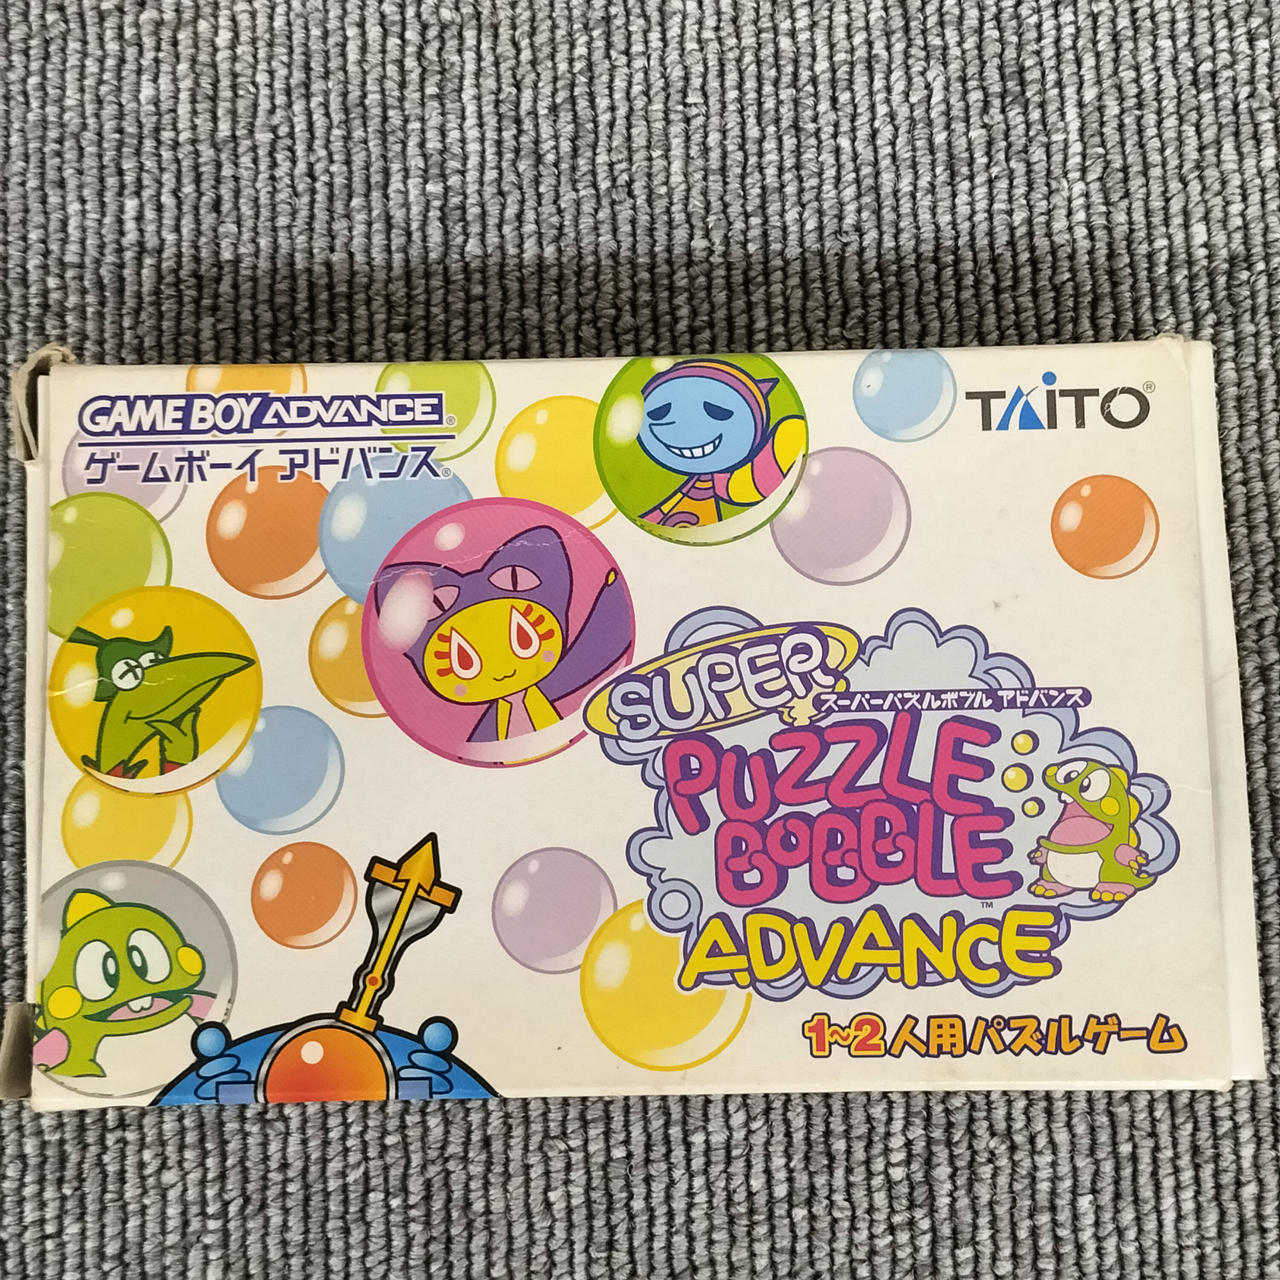 GAME BOY ADVANCE®
ゲームボーイ アドバンス®
TAITO®
SUPER
スーパーパズルボブル アドバンス
PUZZLE
BOBBLE™
ADVANCE
1~2人用パズルゲーム